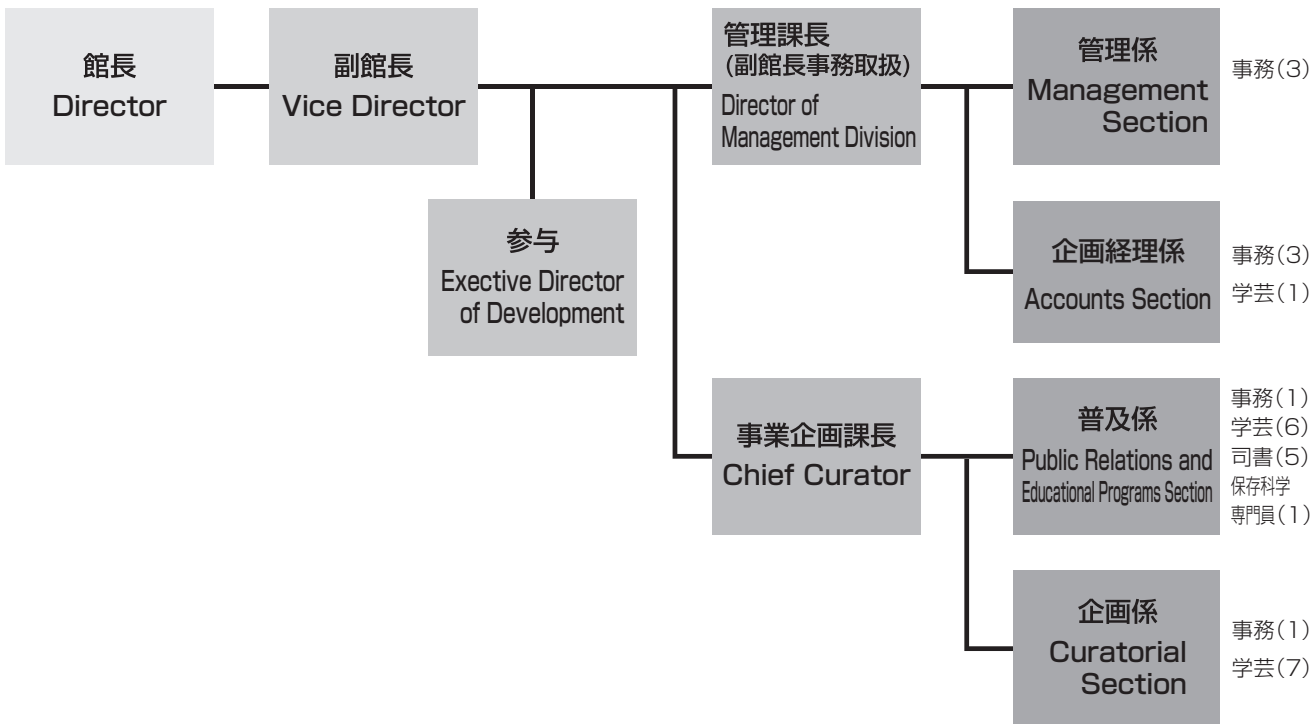 館長
Director
副館長
Vice Director
参与
Exective Director
of Development
管理課長
(副館長事務取扱)
Director of
Management Division
管理係
Management
Section
事務(3)
企画経理係
Accounts Section
事務(3)
学芸(1)
事業企画課長
Chief Curator
普及係
Public Relations and
Educational Programs Section
事務(1)
学芸(6)
司書(5)
保存科学
専門員(1)
企画係
Curatorial
Section
事務(1)
学芸(7)